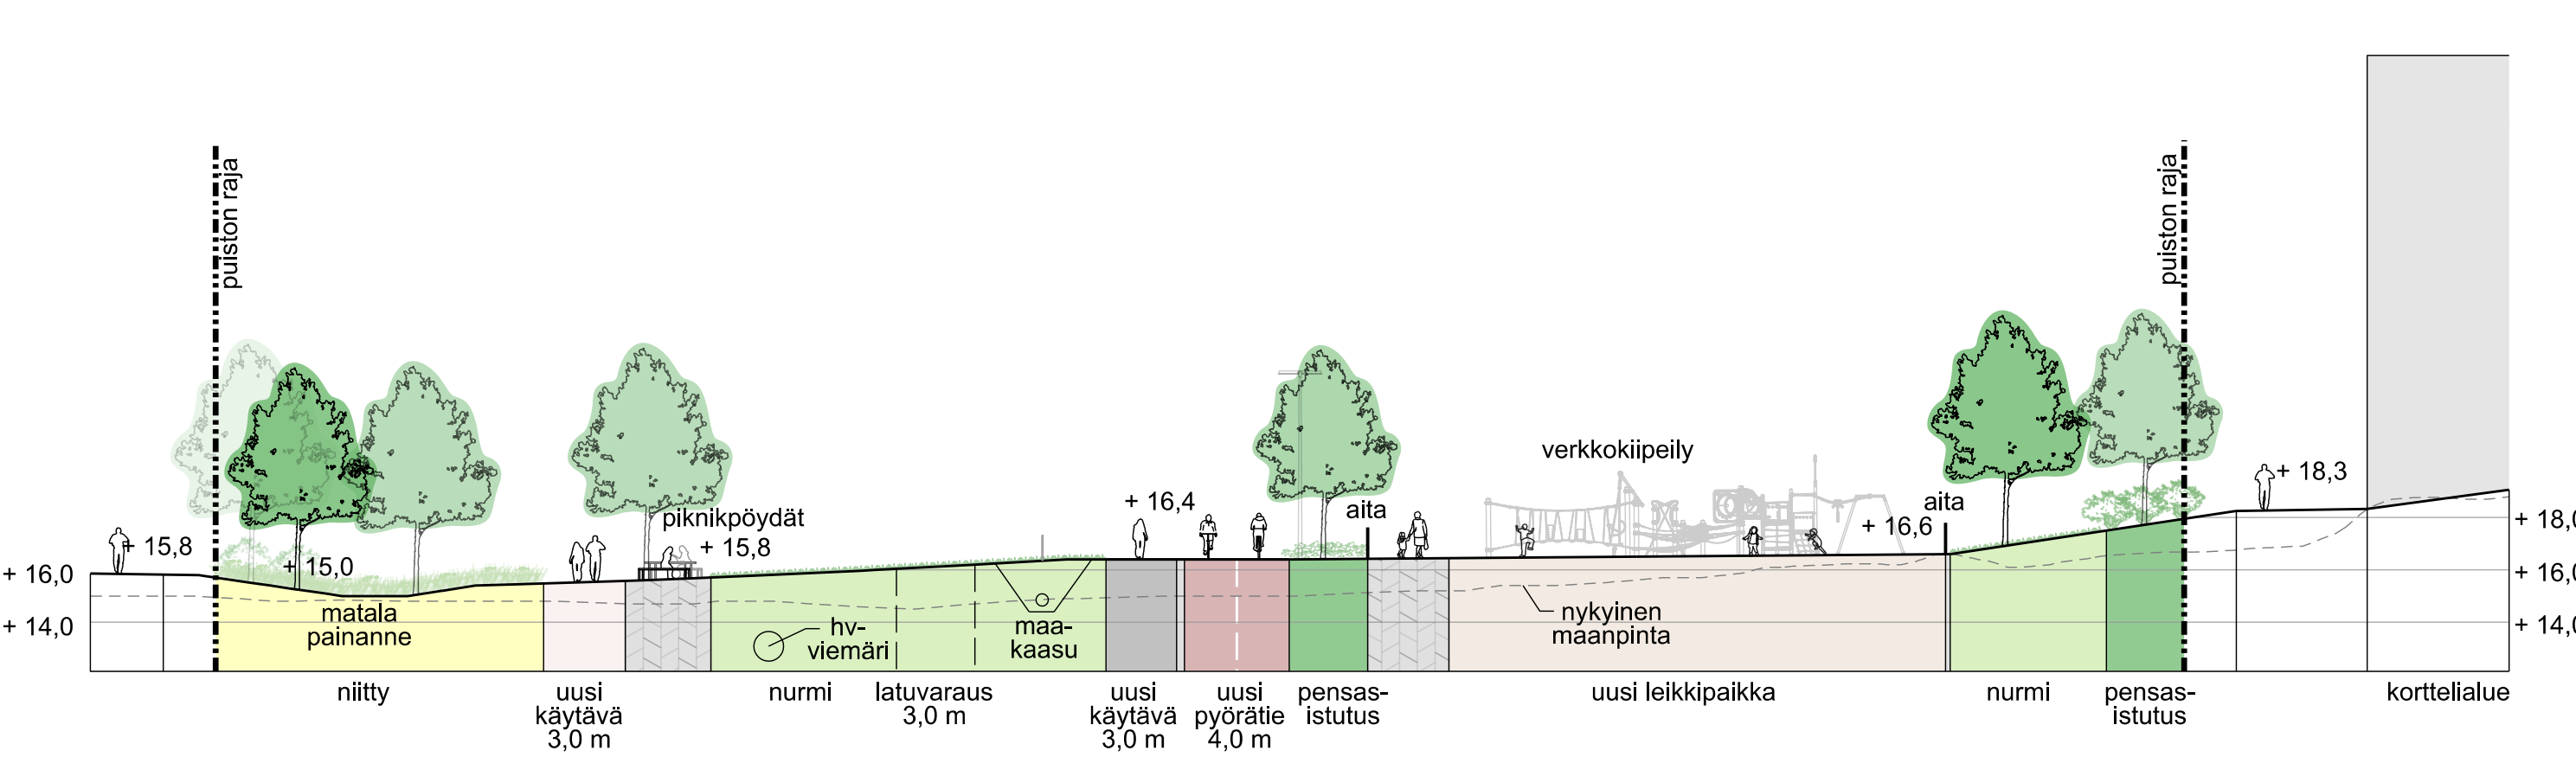 puiston raja
puiston raja
verkkokiipeily
+ 18,3
+ 16,4
aita
aita
piknikpöydät
+ 16,6
+ 15,8
+ 15,8
+ 15,0
+ 16,0
+ 14,0
+ 18,0
+ 16,0
+ 14,0
matala
painanne
hv-
viemäri
maa-
kaasu
nykyinen
maanpinta
niitty
uusi
käytävä
3,0 m
nurmi
latuvaraus
3,0 m
uusi
käytävä
3,0 m
uusi
pyörätie
4,0 m
pensas-
istutus
uusi leikkipaikka
nurmi
pensas-
istutus
korttelialue